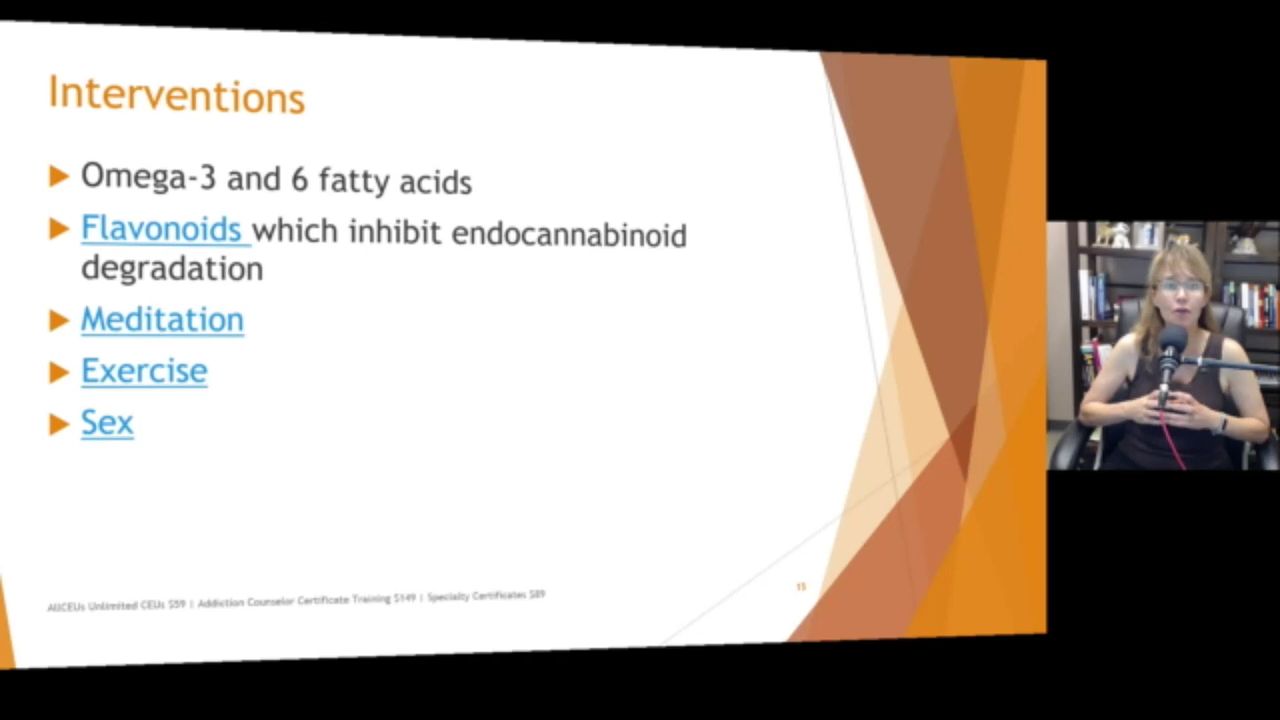 Interventions
Omega-3 and 6 fatty acids
Flavonoids which inhibit endocannabinoid
degradation
Meditation
Exercise
Sex
AllCEUs Unlimited CEUs $59 | Addiction Counselor Certificate Training $149 | Specialty Certificates $89
15